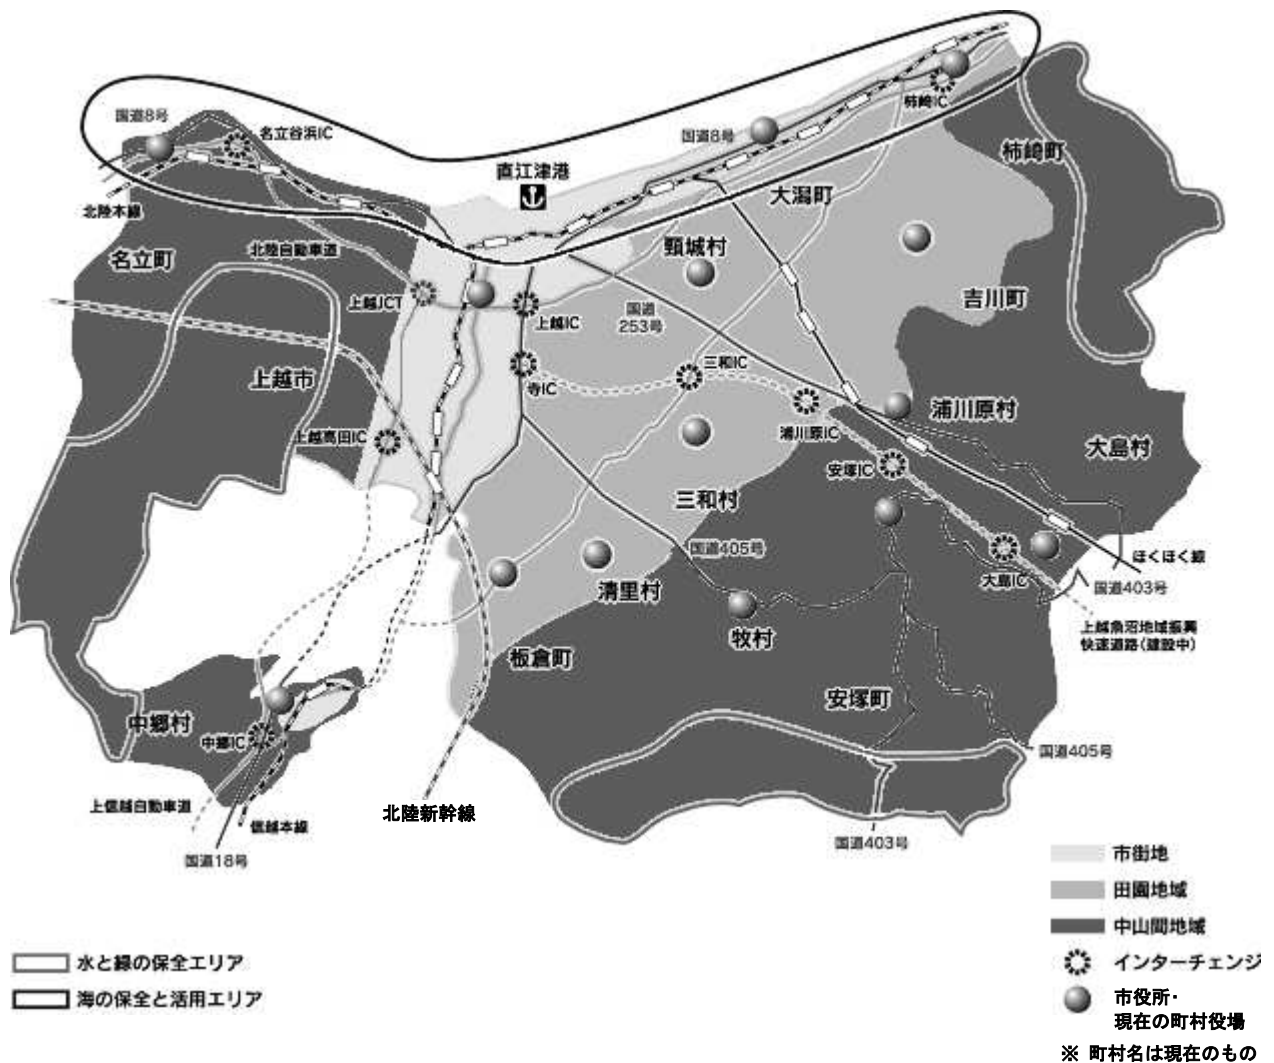 国道8号
名立谷浜IC
北陸本線
名立町
北陸自動車道
直江津港
国道8号
柿崎IC
柿崎町
大潟町
頸城村
吉川町
上越JCT
上越IC
国道
253号
上越市
寺IC
三和IC
上越高田IC
浦川原IC
浦川原村
安塚IC
大島村
三和村
国道405号
清里村
大島IC
ほくほく線
国道403号
牧村
上越魚沼地域振興
快速道路(建設中)
板倉町
安塚町
中郷村
中郷IC
国道405号
上信越自動車道
信越本線
北陸新幹線
国道18号
国道403号
市街地
田園地域
中山間地域
インターチェンジ
市役所・
現在の町村役場
※ 町村名は現在のもの
水と緑の保全エリア
海の保全と活用エリア